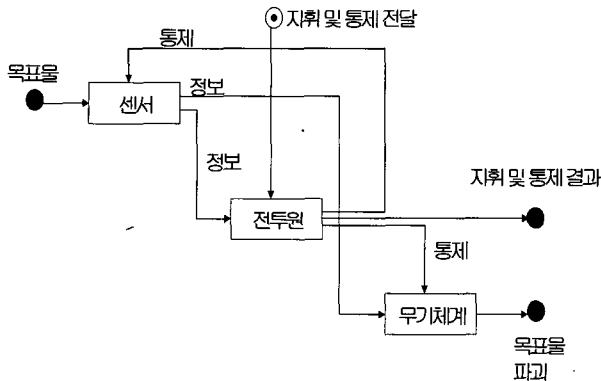 지휘 및 통제 전달
통제
목표물
정보
센서
정보
지휘 및 통제 결과
전투원
통제
무기체계
목표물
파괴